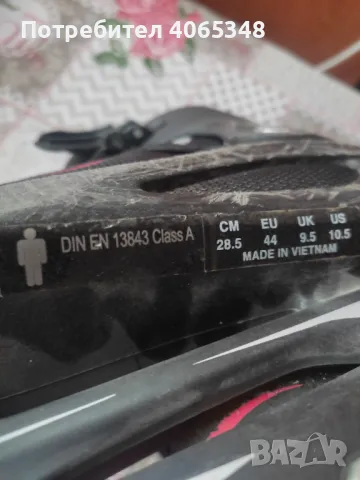 Потребител 4065348
DIN EN 13843 Class A
CM EU UK US
28.5 44 9.5 10.5
MADE IN VIETNAM
BAZAR